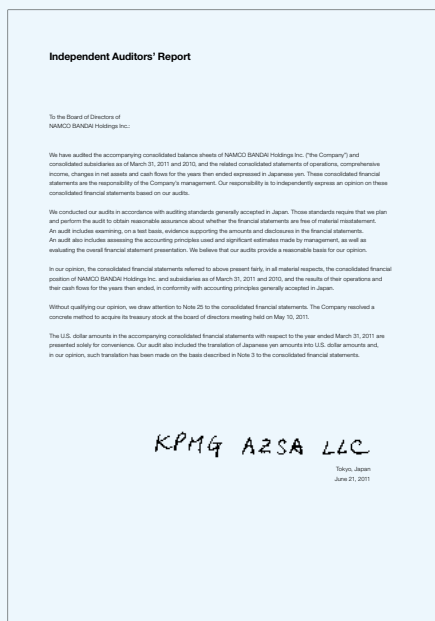 Independent Auditors' Report
To the Board of Directors of
NAMCO BANDAI Holdings Inc.:
We have audited the accompanying consolidated balance sheets of NAMCO BANDAI Holdings Inc. ("the Company") and
consolidated subsidiaries as of March 31, 2011 and 2010, and the related consolidated statements of operations, comprehensive
income, changes in net assets and cash flows for the years then ended expressed in Japanese yen. These consolidated financial
statements are the responsibility of the Company's management. Our responsibility is to independently express an opinion on these
consolidated financial statements based on our audits.
We conducted our audits in accordance with auditing standards generally accepted in Japan. Those standards require that we plan
and perform the audit to obtain reasonable assurance about whether the financial statements are free of material misstatement.
An audit includes examining, on a test basis, evidence supporting the amounts and disclosures in the financial statements.
An audit also includes assessing the accounting principles used and significant estimates made by management, as well as
evaluating the overall financial statement presentation. We believe that our audits provide a reasonable basis for our opinion.
In our opinion, the consolidated financial statements referred to above present fairly, in all material respects, the consolidated financial
position of NAMCO BANDAI Holdings Inc. and subsidiaries as of March 31, 2011 and 2010, and the results of their operations and
their cash flows for the years then ended, in conformity with accounting principles generally accepted in Japan.
Without qualifying our opinion, we draw attention to Note 25 to the consolidated financial statements. The Company resolved a
concrete method to acquire its treasury stock at the board of directors meeting held on May 10, 2011.
The U.S. dollar amounts in the accompanying consolidated financial statements with respect to the year ended March 31, 2011 are
presented solely for convenience. Our audit also included the translation of Japanese yen amounts into U.S. dollar amounts and,
in our opinion, such translation has been made on the basis described in Note 3 to the consolidated financial statements.
KPMG AZSA LLC
Tokyo, Japan
June 21, 2011